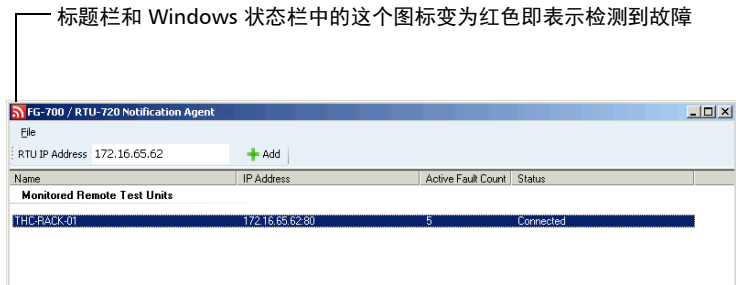 标题栏和 Windows 状态栏中的这个图标变为红色即表示检测到故障
FG-700 / RTU-720 Notification Agent
File
RTU IP Address 172.16.65.62 Add
Name IP Address Active Fault Count Status
Monitored Remote Test Units
THC-RACK-01 172.16.65.62:80 5 Connected